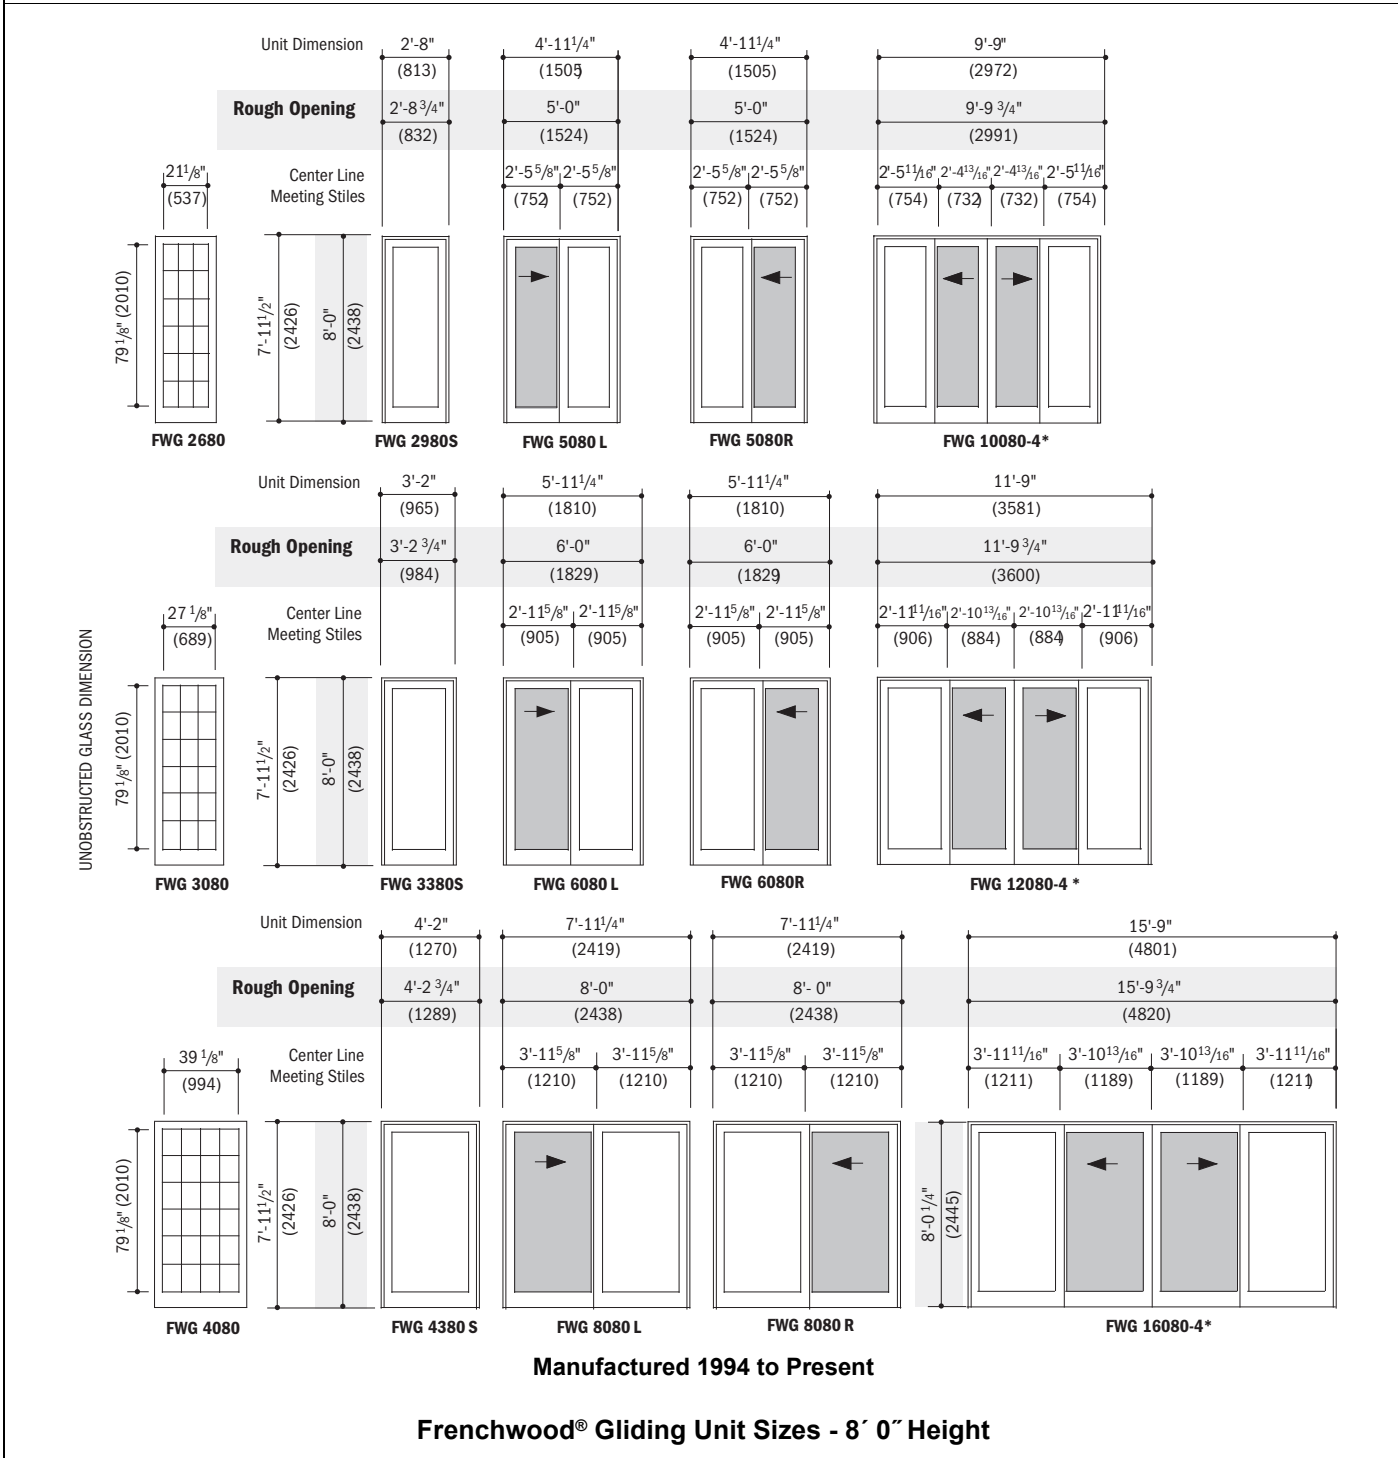 Unit Dimension 2'-8" 4'-11 1/4" 4'-11 1/4" 9'-9"
(813) (1505) (1505) (2972)
Rough Opening 2'-8 3/4" 5'-0" 5'-0" 9'-9 3/4"
(832) (1524) (1524) (2991)
21 1/8" Center Line 2'-5 5/8" 2'-5 5/8" 2'-5 5/8" 2'-5 5/8" 2'-5 11/16" 2'-4 13/16" 2'-4 13/16" 2'-5 11/16"
(537) Meeting Stiles (752) (752) (752) (752) (754) (732) (732) (754)
79 1/8" (2010) 7'-11 1/2" (2426) 8'-0" (2438)
FWG 2680 FWG 2980S FWG 5080 L FWG 5080R FWG 10080-4*
Unit Dimension 3'-2" 5'-11 1/4" 5'-11 1/4" 11'-9"
(965) (1810) (1810) (3581)
Rough Opening 3'-2 3/4" 6'-0" 6'-0" 11'-9 3/4"
(984) (1829) (1829) (3600)
27 1/8" Center Line 2'-11 5/8" 2'-11 5/8" 2'-11 5/8" 2'-11 5/8" 2'-11 11/16" 2'-10 13/16" 2'-10 13/16" 2'-11 11/16"
(689) Meeting Stiles (905) (905) (905) (905) (906) (884) (884) (906)
UNOBSTRUCTED GLASS DIMENSION
79 1/8" (2010) 7'-11 1/2" (2426) 8'-0" (2438)
FWG 3080 FWG 3380S FWG 6080 L FWG 6080R FWG 12080-4 *
Unit Dimension 4'-2" 7'-11 1/4" 7'-11 1/4" 15'-9"
(1270) (2419) (2419) (4801)
Rough Opening 4'-2 3/4" 8'-0" 8'- 0" 15'-9 3/4"
(1289) (2438) (2438) (4820)
39 1/8" Center Line 3'-11 5/8" 3'-11 5/8" 3'-11 5/8" 3'-11 5/8" 3'-11 11/16" 3'-10 13/16" 3'-10 13/16" 3'-11 11/16"
(994) Meeting Stiles (1210) (1210) (1210) (1210) (1211) (1189) (1189) (1211)
79 1/8" (2010) 7'-11 1/2" (2426) 8'-0" (2438) 8'-0 1/4" (2445)
FWG 4080 FWG 4380 S FWG 8080 L FWG 8080 R FWG 16080-4*
Manufactured 1994 to Present
Frenchwood® Gliding Unit Sizes - 8´ 0˝ Height